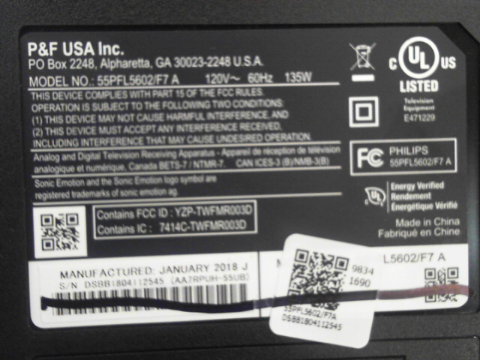 P&F USA Inc.
PO Box 2248, Alpharetta, GA 30023-2248 U.S.A.
MODEL NO.: 55PFL5602/F7 A 120V~ 60Hz 135W
THIS DEVICE COMPLIES WITH PART 15 OF THE FCC RULES.
OPERATION IS SUBJECT TO THE FOLLOWING TWO CONDITIONS:
(1) THIS DEVICE MAY NOT CAUSE HARMFUL INTERFERENCE, AND
(2) THIS DEVICE MUST ACCEPT ANY INTERFERENCE RECEIVED,
INCLUDING INTERFERENCE THAT MAY CAUSE UNDESIRED OPERATION.
Analog and Digital Television Receiving Apparatus - Appareil de réception de télévision
analogique et numérique, Canada BETS-7 / NTMR-7. CAN ICES-3 (B)/NMB-3(B)
Sonic Emotion and the Sonic Emotion logo symbol are
registered trademarks of sonic emotion ag.
Contains FCC ID : YZP-TWFMR003D
Contains IC : 7414C-TWFMR003D
C UL US
LISTED
Television
Equipment
E471229
FC PHILIPS
55PFL5602/F7 A
UL Energy Verified
Rendement
Énergétique Vérifié
Made in China
Fabriqué en Chine
MANUFACTURED: JANUARY 2018 J
S/N DSBB1804112545 (AA7RPUH-55UB)
L5602/F7 A
9834
1690
55PFL5602/F7A
DSBB1804112545